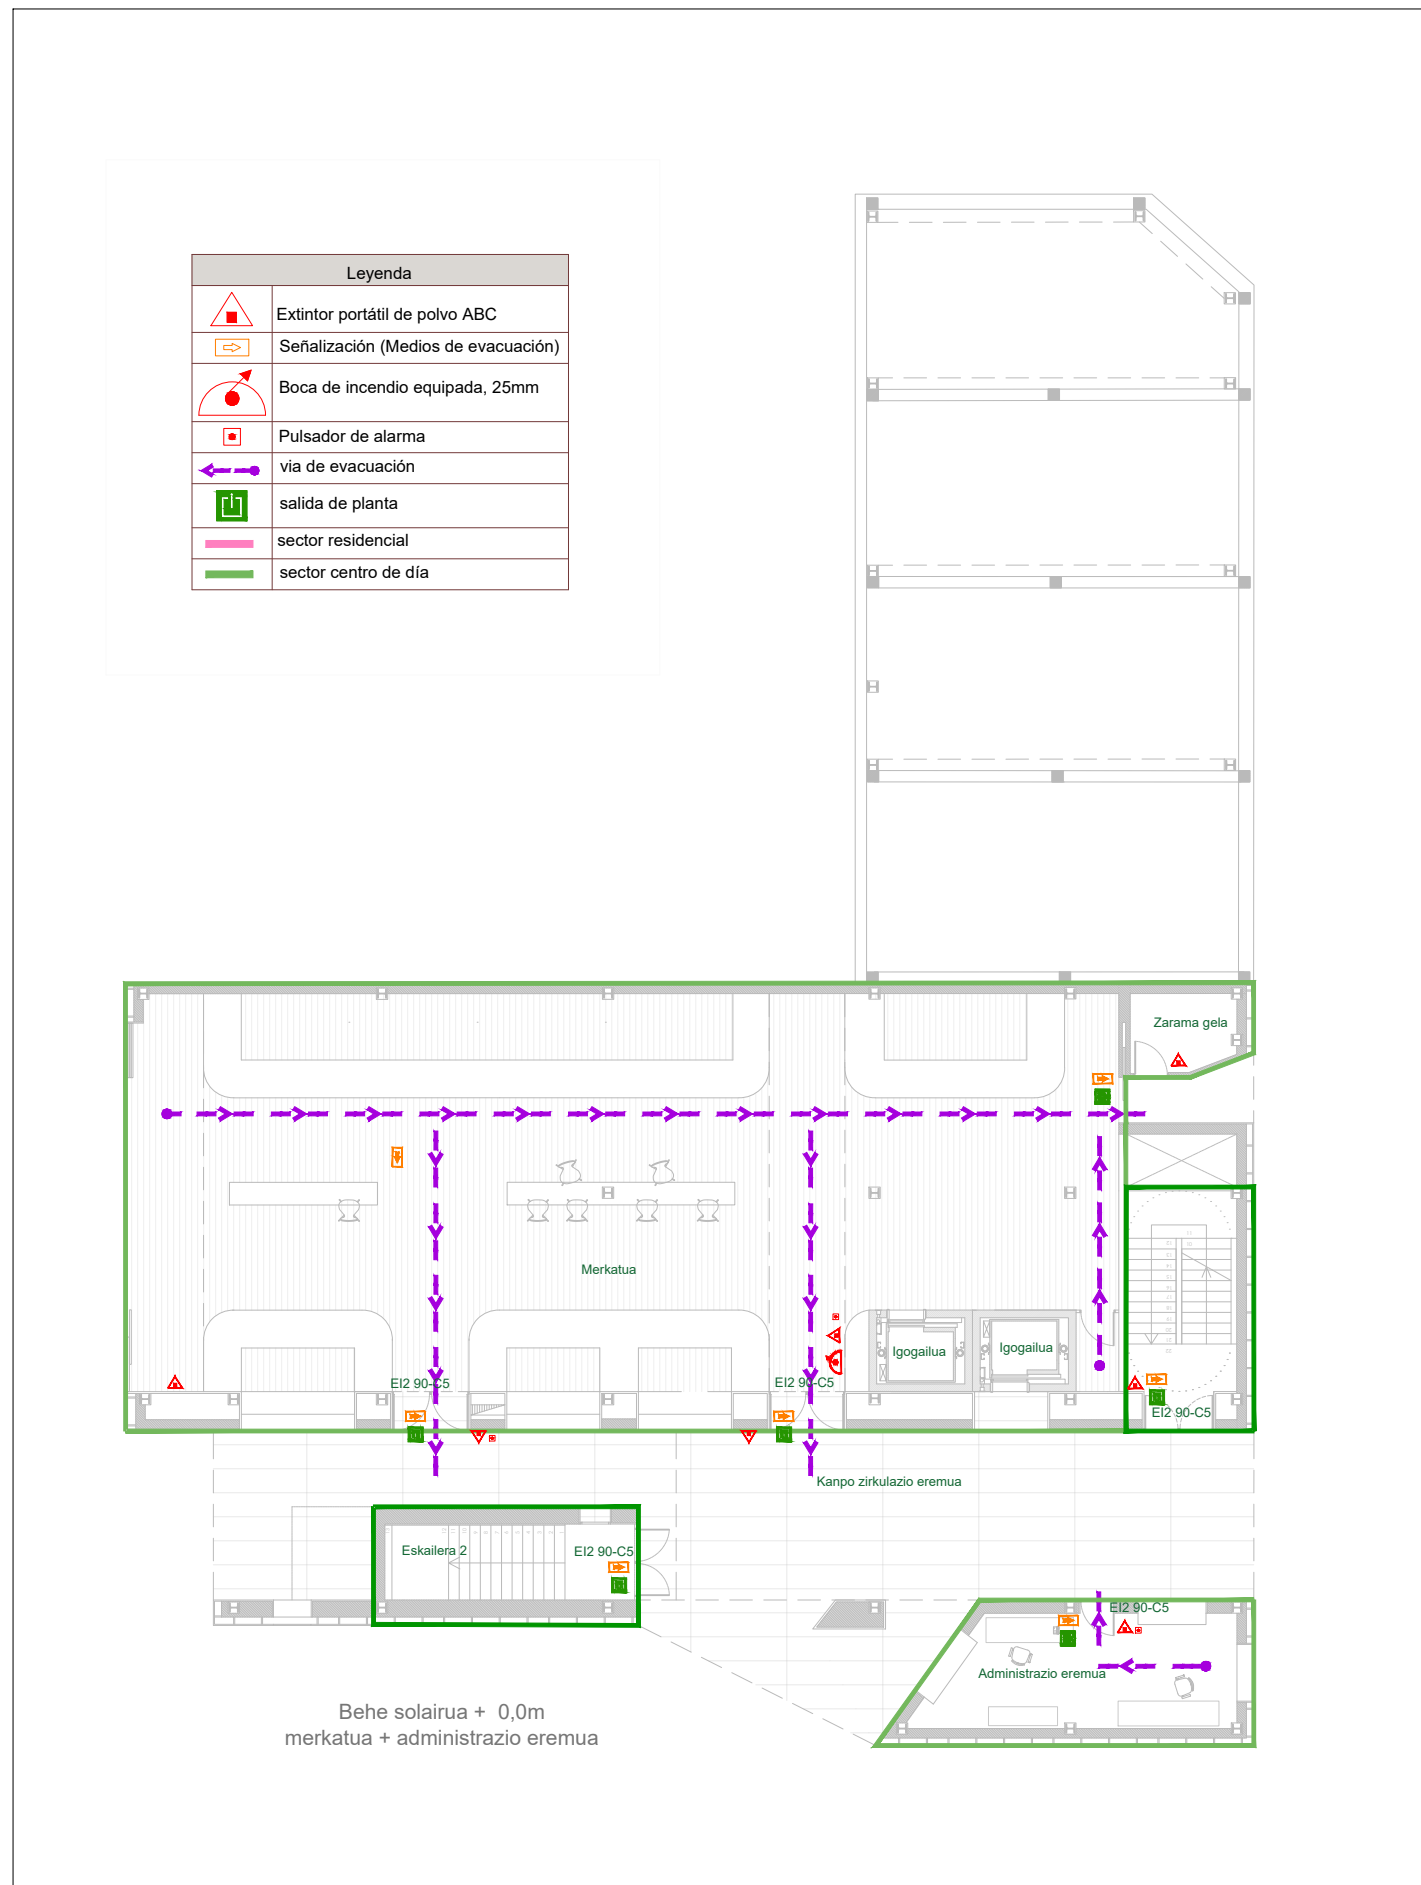 Leyenda
Extintor portátil de polvo ABC
Señalización (Medios de evacuación)
Boca de incendio equipada, 25mm
Pulsador de alarma
via de evacuación
salida de planta
sector residencial
sector centro de día
Zarama gela
Merkatua
Igogailua
Igogailua
EI2 90-C5
EI2 90-C5
EI2 90-C5
Kanpo zirkulazio eremua
Eskailera 2
EI2 90-C5
EI2 90-C5
Administrazio eremua
Behe solairua + 0,0m
merkatua + administrazio eremua